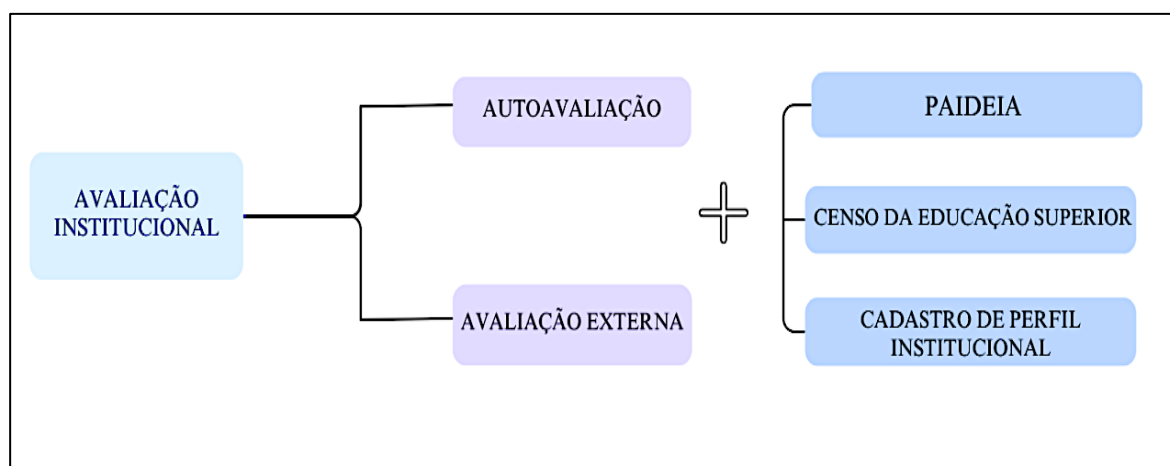 AVALIAÇÃO
INSTITUCIONAL
AUTOAVALIAÇÃO
AVALIAÇÃO EXTERNA
PAIDEIA
CENSO DA EDUCAÇÃO SUPERIOR
CADASTRO DE PERFIL
INSTITUCIONAL